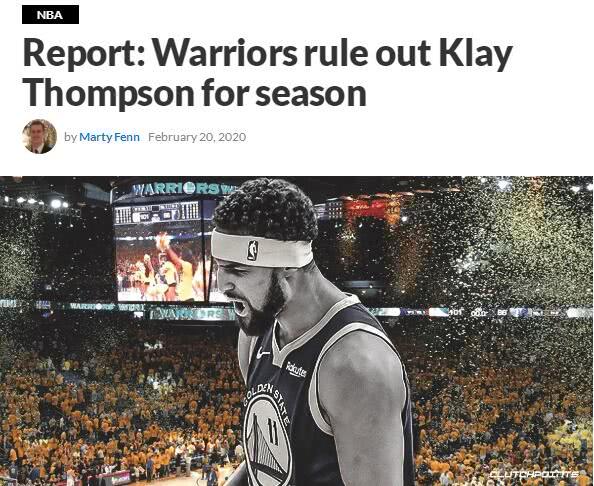 NBA
Report: Warriors rule out Klay
Thompson for season
by Marty Fenn February 20, 2020
WARRIORS
WARRIORS
WARRIORS
Rakuten
GOLDEN STATE
11
CLUTCHPOINTS